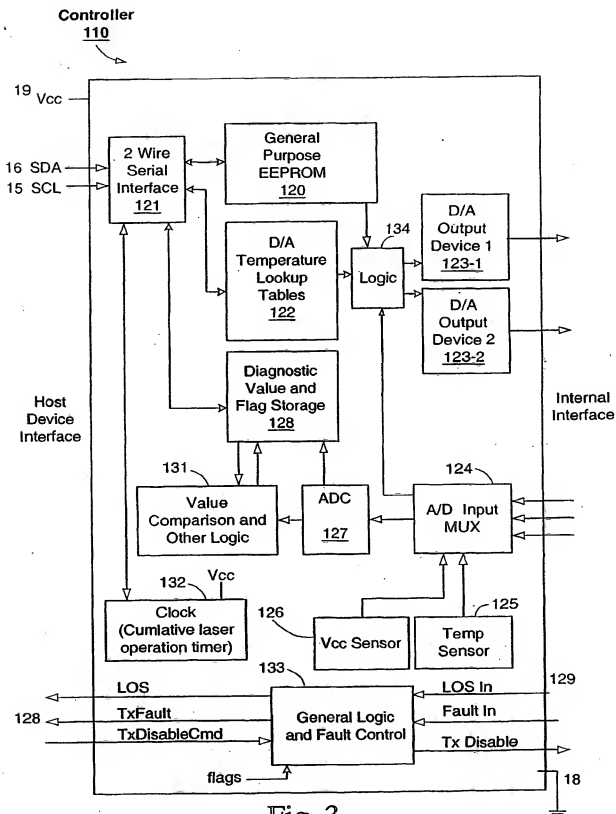 Controller
110
19 Vcc
16 SDA
15 SCL
2 Wire
Serial
Interface
121
General
Purpose
EEPROM
120
D/A
Temperature
Lookup
Tables
122
134
Logic
D/A
Output
Device 1
123-1
D/A
Output
Device 2
123-2
Host
Device
Interface
Diagnostic
Value and
Flag Storage
128
Internal
Interface
131
Value
Comparison and
Other Logic
ADC
127
124
A/D Input
MUX
132
Vcc
Clock
(Cumlative laser
operation timer)
126
Vcc Sensor
125
Temp
Sensor
133
LOS
LOS In
129
128
TxFault
Fault In
TxDisableCmd
General Logic
and Fault Control
Tx Disable
flags
18
Fig. 2